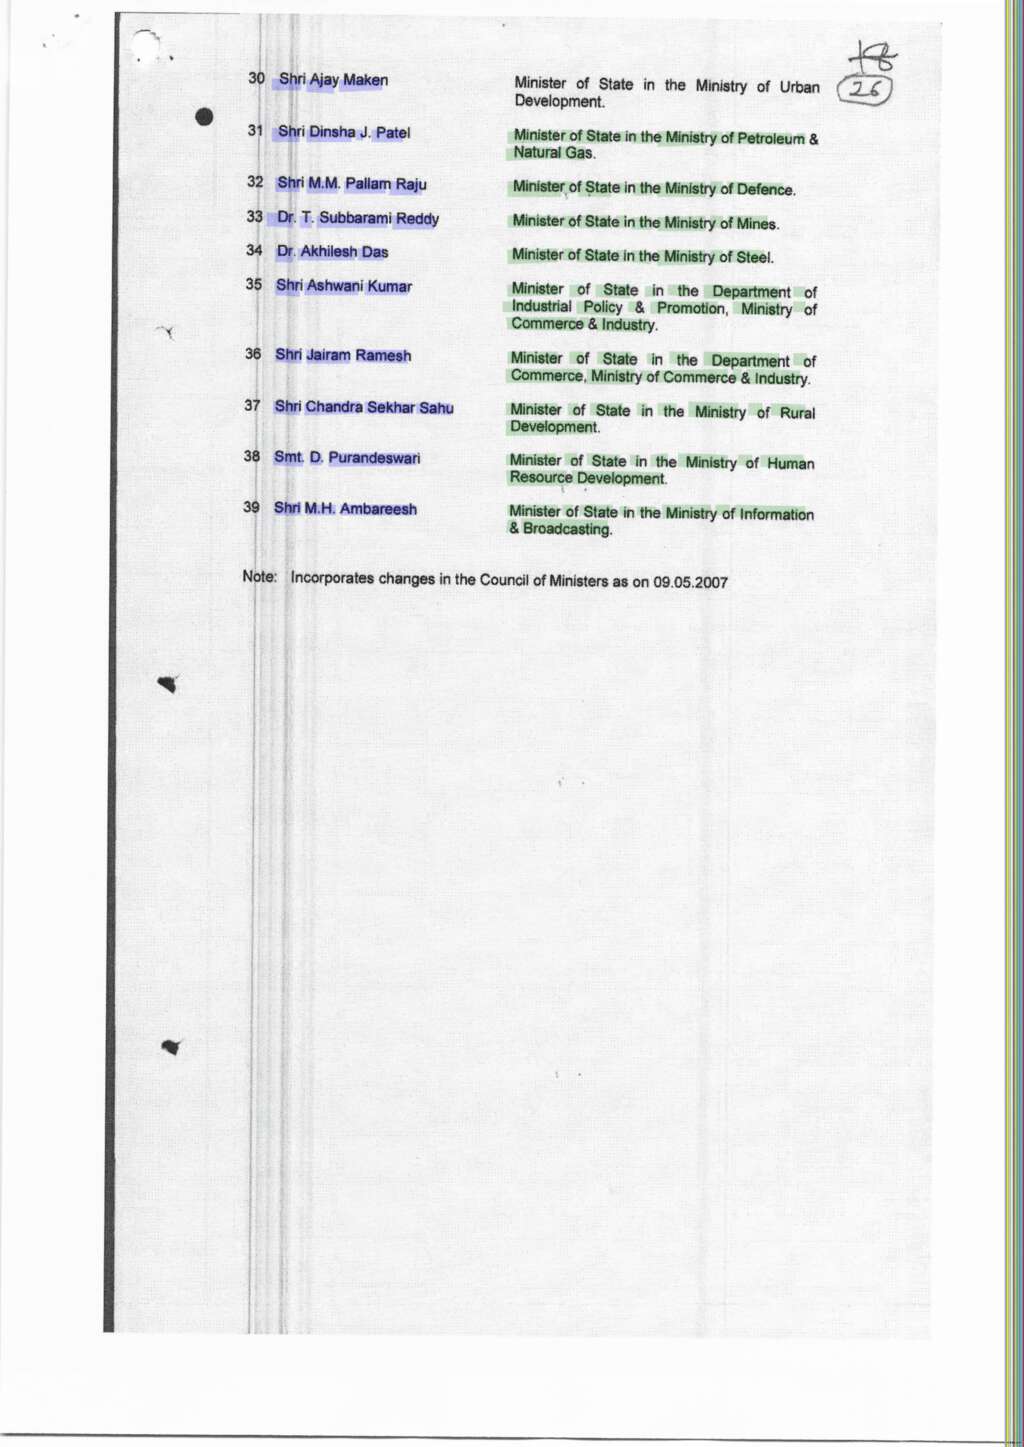 18
26
30 Shri Ajay Maken Minister of State in the Ministry of Urban
Development.
31 Shri Dinsha J. Patel Minister of State in the Ministry of Petroleum &
Natural Gas.
32 Shri M.M. Pallam Raju Minister of State in the Ministry of Defence.
33 Dr. T. Subbarami Reddy Minister of State in the Ministry of Mines.
34 Dr. Akhilesh Das Minister of State in the Ministry of Steel.
35 Shri Ashwani Kumar Minister of State in the Department of
Industrial Policy & Promotion, Ministry of
Commerce & Industry.
36 Shri Jairam Ramesh Minister of State in the Department of
Commerce, Ministry of Commerce & Industry.
37 Shri Chandra Sekhar Sahu Minister of State in the Ministry of Rural
Development.
38 Smt. D. Purandeswari Minister of State in the Ministry of Human
Resource Development.
39 Shri M.H. Ambareesh Minister of State in the Ministry of Information
& Broadcasting.
Note: Incorporates changes in the Council of Ministers as on 09.05.2007